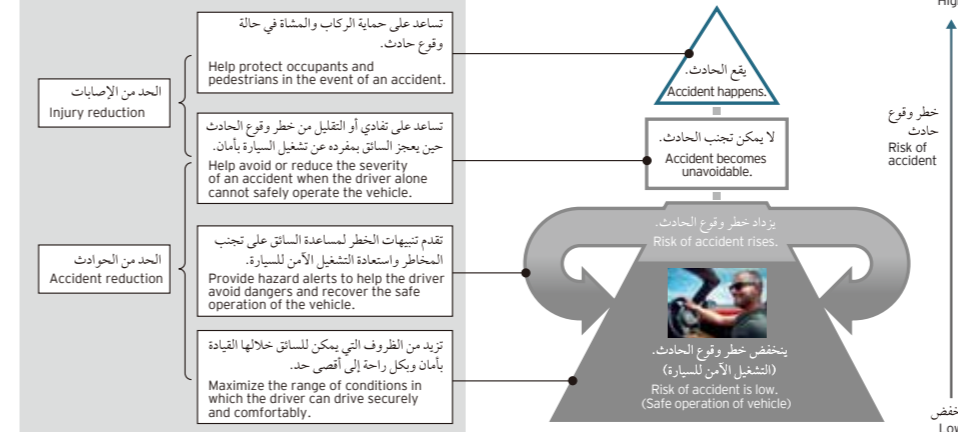 تساعد على حماية الركاب والمشاة في حالة
وقوع حادث.
Help protect occupants and
pedestrians in the event of an accident.
الحد من الإصابات
Injury reduction
تساعد على تفادي أو التقليل من خطر وقوع الحادث
حين يعجز السائق بمفرده عن تشغيل السيارة بأمان.
Help avoid or reduce the severity
of an accident when the driver alone
cannot safely operate the vehicle.
الحد من الحوادث
Accident reduction
تقدم تنبيهات الخطر لمساعدة السائق على تجنب
المخاطر واستعادة التشغيل الآمن للسيارة.
Provide hazard alerts to help the driver
avoid dangers and recover the safe
operation of the vehicle.
تزيد من الظروف التي يمكن للسائق خلالها القيادة
بأمان وبكل راحة إلى أقصى حد.
Maximize the range of conditions in
which the driver can drive securely
and comfortably.
يقع الحادث.
Accident happens.
لا يمكن تجنب الحادث.
Accident becomes
unavoidable.
يزداد خطر وقوع الحادث.
Risk of accident rises.
ينخفض خطر وقوع الحادث.
(التشغيل الآمن للسيارة)
Risk of accident is low.
(Safe operation of vehicle)
خطر وقوع
حادث
Risk of
accident